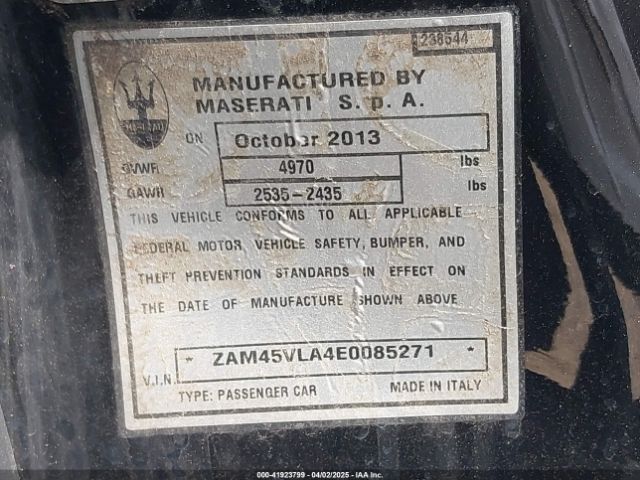 238544
MASERATI
MANUFACTURED BY
MASERATI S. p. A.
ON October 2013
GVWR 4970 lbs
GAWR 2535-2435 lbs
THIS VEHICLE CONFORMS TO ALL APPLICABLE
FEDERAL MOTOR VEHICLE SAFETY, BUMPER, AND
THEFT PREVENTION STANDARDS IN EFFECT ON
THE DATE OF MANUFACTURE SHOWN ABOVE
V.I.N. * ZAM45VLA4E0085271 *
TYPE: PASSENGER CAR MADE IN ITALY
000-41923799 - 04/02/2025 - IAA Inc.